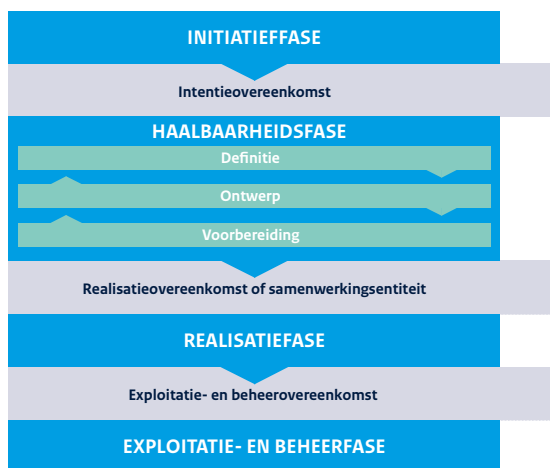 INITIATIEFFASE
Intentieovereenkomst
HAALBAARHEIDSFASE
Definitie
Ontwerp
Voorbereiding
Realisatieovereenkomst of samenwerkingsentiteit
REALISATIEFASE
Exploitatie- en beheerovereenkomst
EXPLOITATIE- EN BEHEERFASE